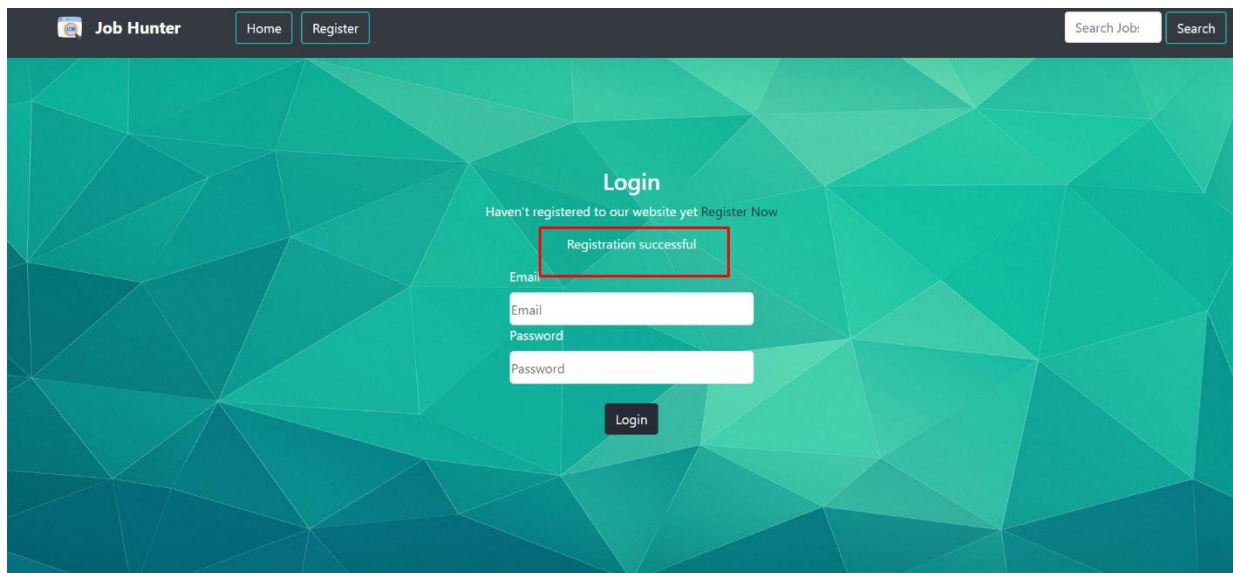 Job Hunter Home Register Search Job: Search
Login
Haven't registered to our website yet Register Now
Registration successful
Email
Email
Password
Password
Login